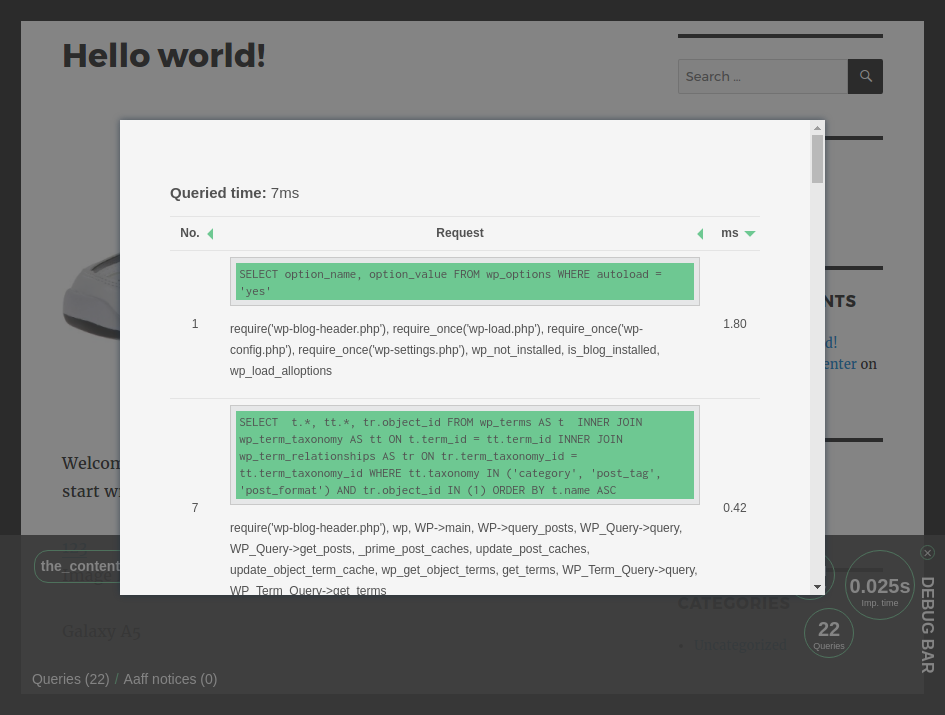 Hello world!
Search …
Queried time: 7ms
No. Request ms
SELECT option_name, option_value FROM wp_options WHERE autoload =
'yes'
1
1.80
require('wp-blog-header.php'), require_once('wp-load.php'), require_once('wp-
config.php'), require_once('wp-settings.php'), wp_not_installed, is_blog_installed,
wp_load_alloptions
SELECT  t.*, tt.*, tr.object_id FROM wp_terms AS t  INNER JOIN
wp_term_taxonomy AS tt ON t.term_id = tt.term_id INNER JOIN
wp_term_relationships AS tr ON tr.term_taxonomy_id =
tt.term_taxonomy_id WHERE tt.taxonomy IN ('category', 'post_tag',
'post_format') AND tr.object_id IN (1) ORDER BY t.name ASC
7
0.42
require('wp-blog-header.php'), wp, WP->main, WP->query_posts, WP_Query->query,
WP_Query->get_posts, _prime_post_caches, update_post_caches,
update_object_term_cache, wp_get_object_terms, get_terms, WP_Term_Query->query,
WP_Term_Query->get_terms
NTS
d!
enter on
Welcom
start w
the_content
Galaxy A5
CATEGORIES
Uncategorized
0.025s
Imp. time
22
Queries
DEBUG BAR
Queries (22) / Aaff notices (0)